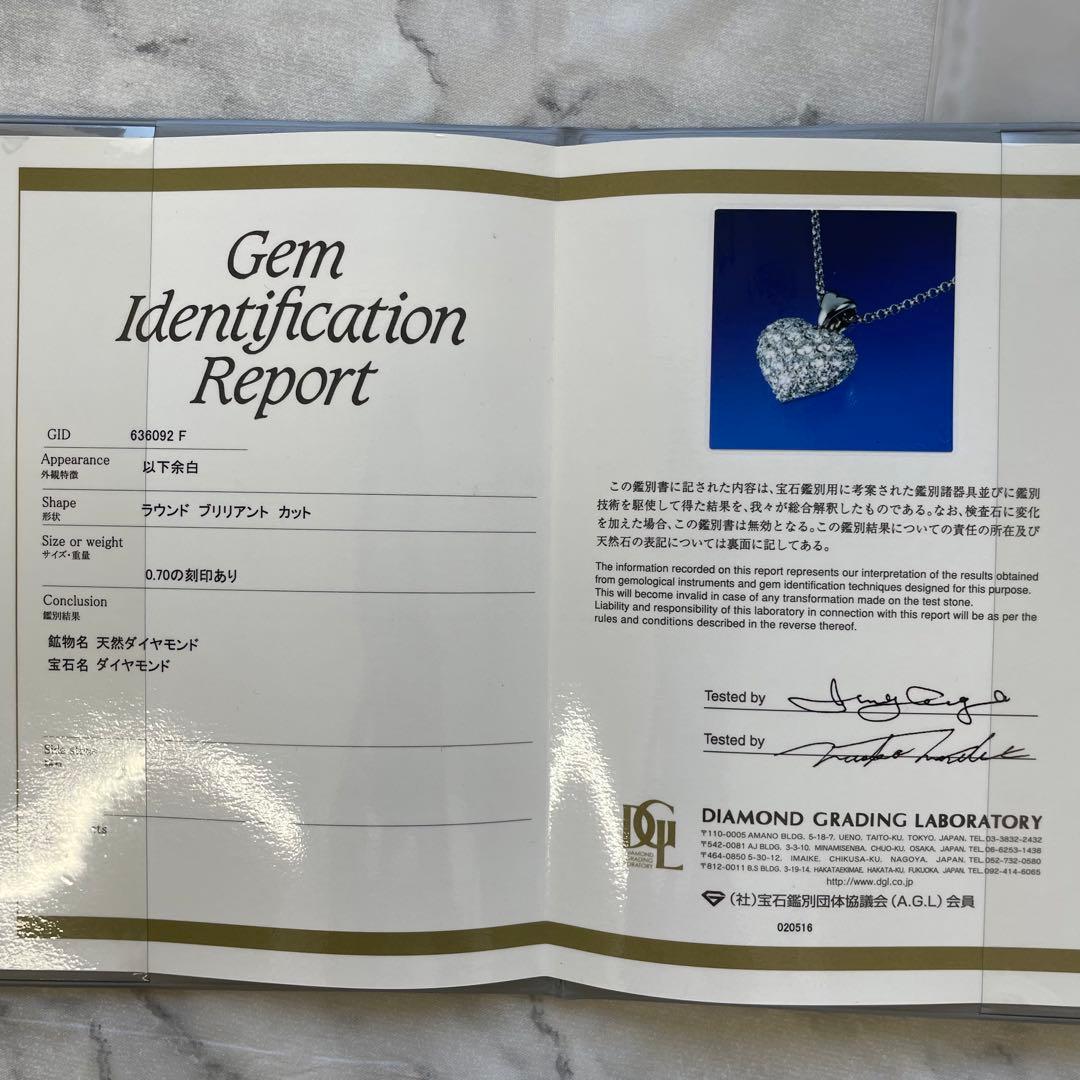 Gem
Identification
Report
GID 636092 F
Appearance
外観特徴
以下余白
Shape
形状
ラウンド ブリリアント カット
Size or weight
サイズ・重量
0.70の刻印あり
Conclusion
鑑別結果
鉱物名 天然ダイヤモンド
宝石名 ダイヤモンド
この鑑別書に記された内容は、宝石鑑別用に考案された鑑別諸器具並びに鑑別
技術を駆使して得た結果を、我々が総合解釈したものである。なお、検査石に変化
を加えた場合、この鑑別書は無効となる。この鑑別結果についての責任の所在及び
天然石の表記については裏面に記してある。
The information recorded on this report represents our interpretation of the results obtained
from gemological instruments and gem identification techniques designed for this purpose.
This will become invalid in case of any transformation made on the test stone.
Liability and responsibility of this laboratory in connection with this report will be as per the
rules and conditions described in the reverse thereof.
Tested by
Tested by
DGL
DIAMOND
GRADING
LABORATORY
DIAMOND GRADING LABORATORY
〒110-0005 AMANO BLDG. 5-18-7. UENO. TAITO-KU. TOKYO. JAPAN. TEL.03-3832-2432
〒542-0081 AJ BLDG. 3-3-10. MINAMISENBA. CHUO-KU. OSAKA. JAPAN. TEL.06-6253-1438
〒464-0850 5-30-12. IMAIKE. CHIKUSA-KU. NAGOYA. JAPAN. TEL.052-732-0580
〒812-0011 B.S BLDG. 3-19-14. HAKATAEKIMAE. HAKATA-KU. FUKUOKA. JAPAN. TEL.092-414-6065
http://www.dgl.co.jp
(社)宝石鑑別団体協議会(A.G.L)会員
020516